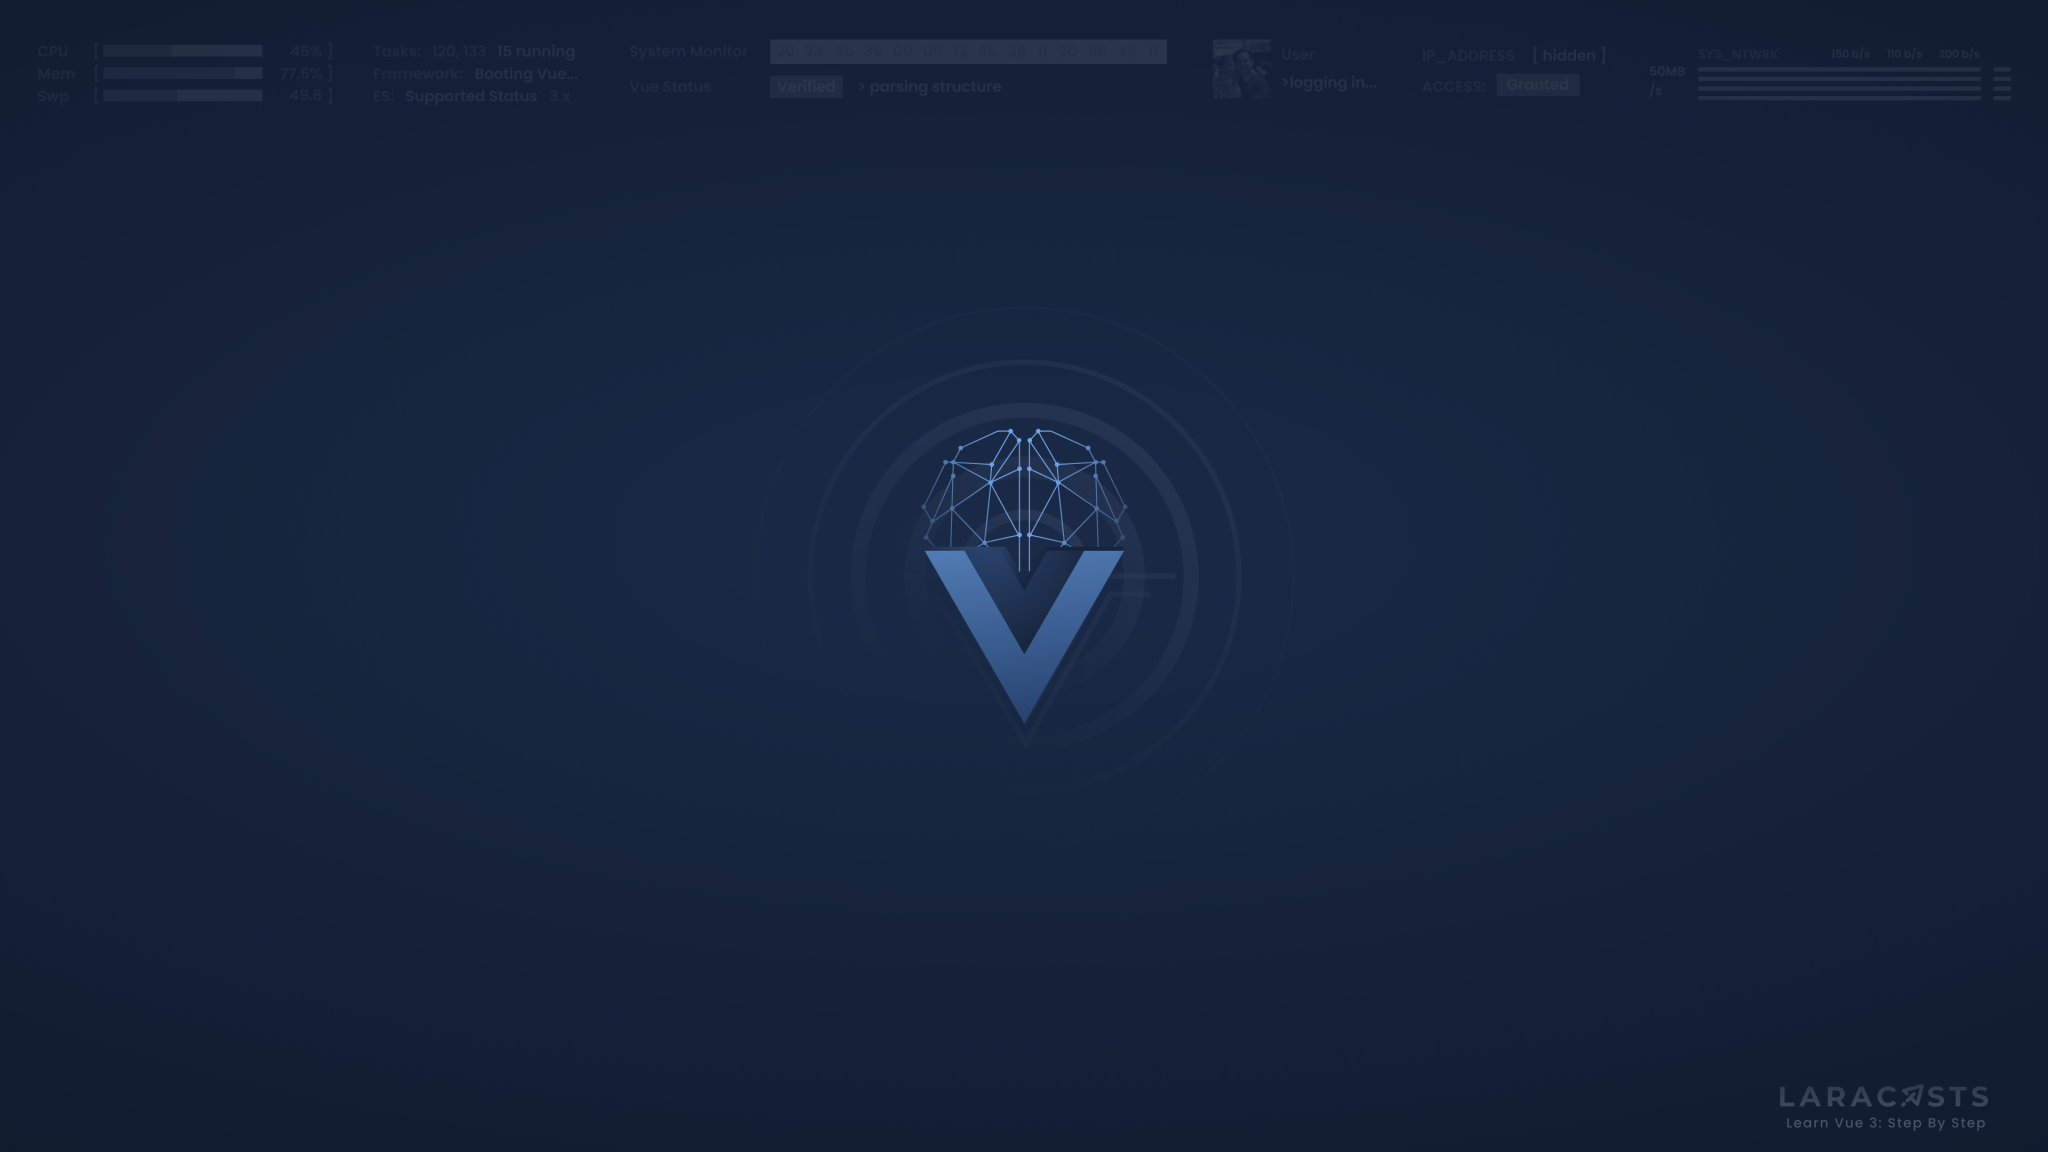 CPU [ 45% ]
Mem [ 77.5% ]
Swp [ 49.8 ]
Tasks: 120, 133 15 running
Framework: Booting Vue...
ES: Supported Status 3.x
System Monitor
Vue Status Verified > parsing structure
User
>logging in...
IP_ADDRESS [ hidden ]
ACCESS: Granted
SYS_NTWRK 150 b/s 110 b/s 200 b/s
50MB
/s
LARACASTS
Learn Vue 3: Step By Step